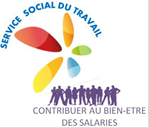 SERVICE SOCIAL DU TRAVAIL
CONTRIBUER AU BIEN-ETRE
DES SALARIES